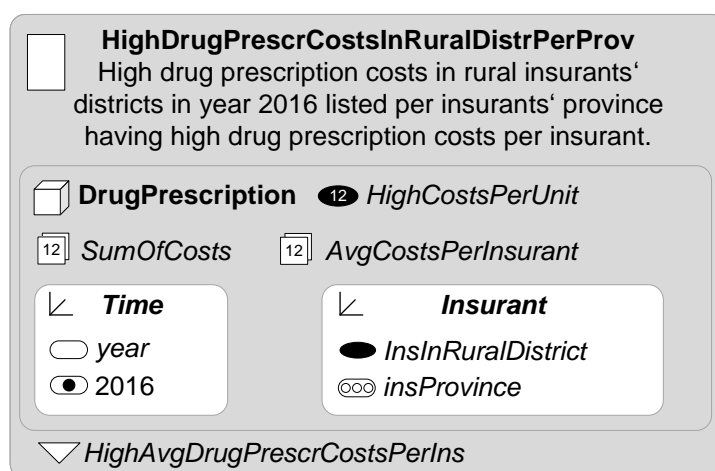 HighDrugPrescrCostsInRuralDistrPerProv
High drug prescription costs in rural insurants‘
districts in year 2016 listed per insurants‘ province
having high drug prescription costs per insurant.
DrugPrescription 12 HighCostsPerUnit
12 SumOfCosts 12 AvgCostsPerInsurant
Time
year
2016
Insurant
InsInRuralDistrict
insProvince
HighAvgDrugPrescrCostsPerIns